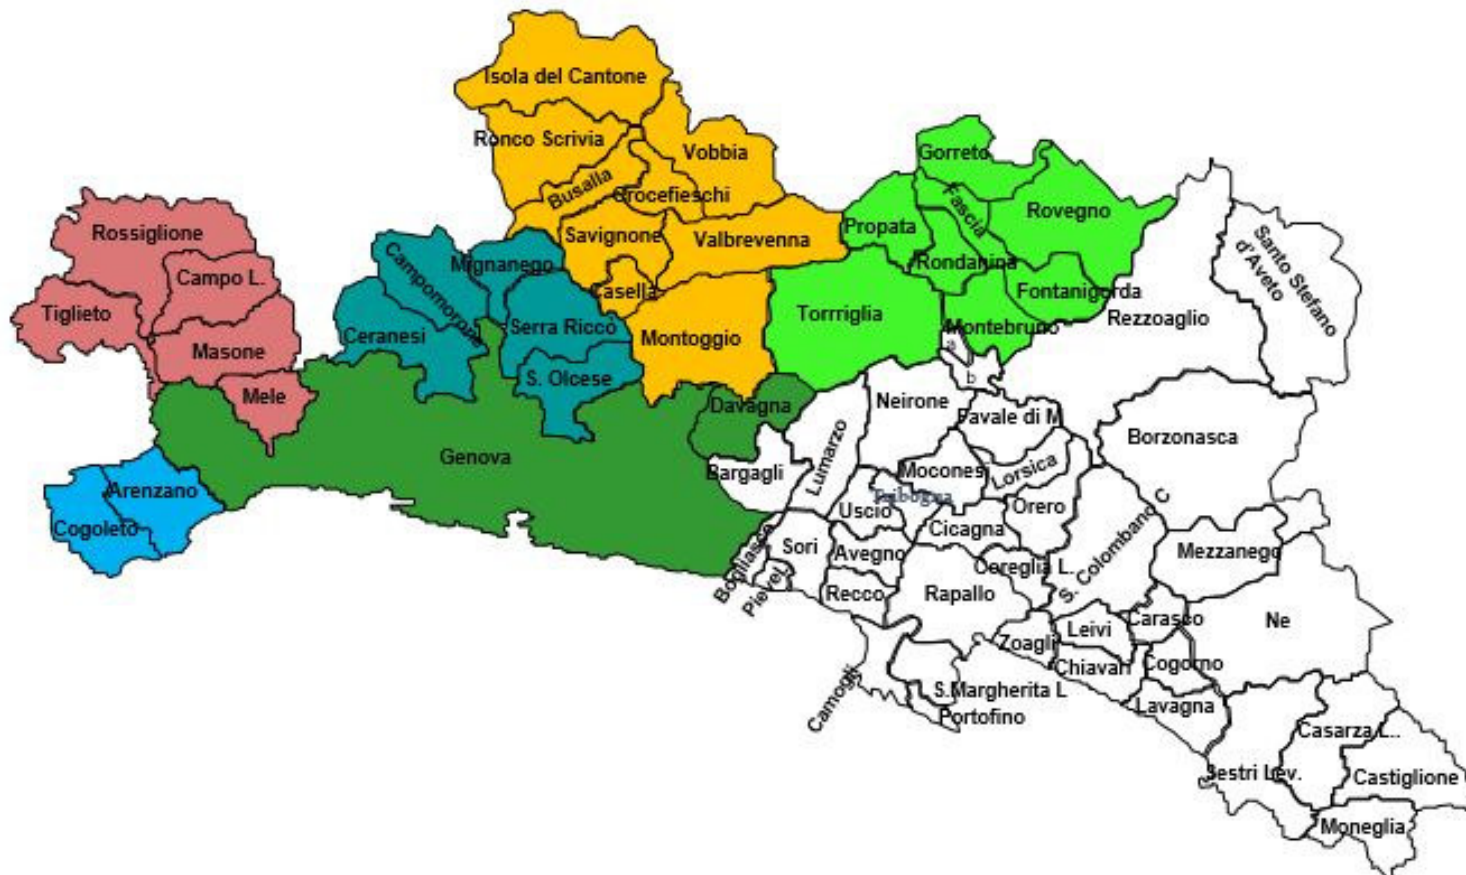 Isola del Cantone
Ronco Scrivia
Vobbia
Busalla
Crocefieschi
Savignone
Valbrevenna
Casella
Montoggio
Gorreto
Fascia
Rovegno
Propata
Rondanina
Fontanigorda
Torrriglia
Montebruno
a
b
Rezzoaglio
Santo Stefano
d'Aveto
Rossiglione
Campo L.
Tiglieto
Masone
Mele
Campomorone
Mignanego
Ceranesi
Serra Riccò
S. Olcese
Genova
Davagna
Arenzano
Cogoleto
Bargagli
Lumarzo
Neirone
Favale di M
Borzonasca
Moconesi
Lorsica
Tribogna
Uscio
Cicagna
Orero
S. Colombano C
Mezzanego
Bogliasco
Pieve L
Sori
Avegno
Coreglia L.
Recco
Rapallo
Zoagli
Leivi
Carasco
Ne
Chiavari
Cogorno
Camogli
S.Margherita L
Portofino
Lavagna
Casarza L..
Sestri Lev.
Castiglione
Moneglia